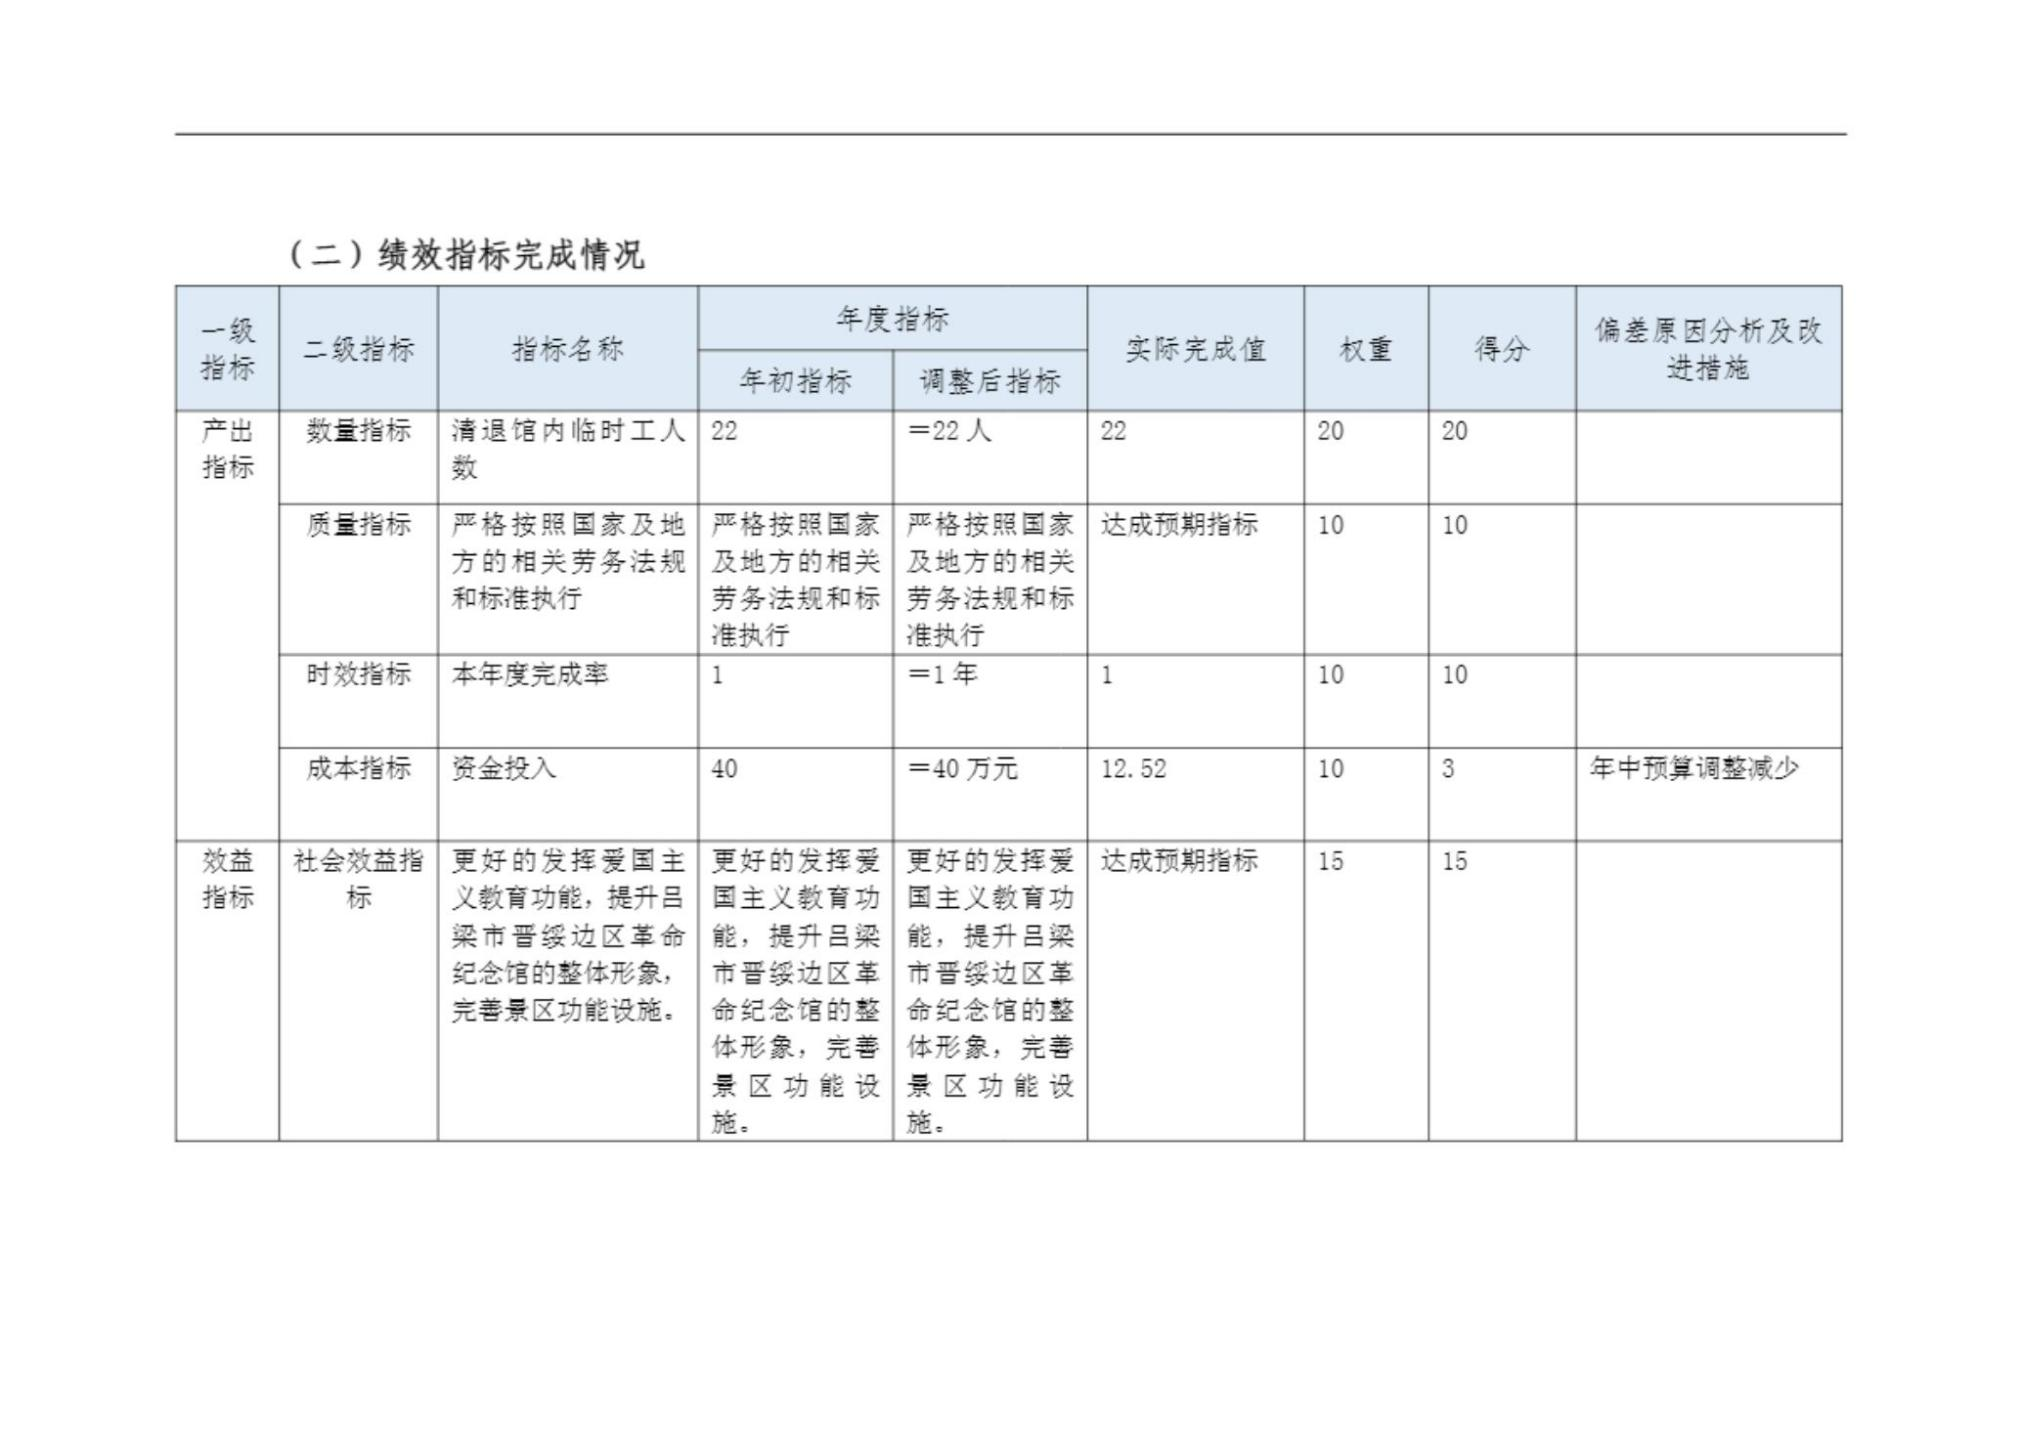 （二）绩效指标完成情况
一级
指标
二级指标
指标名称
年度指标
年初指标
调整后指标
实际完成值
权重
得分
偏差原因分析及改
进措施
产出
指标
数量指标
清退馆内临时工人
数
22
＝22 人
22
20
20
质量指标
严格按照国家及地
方的相关劳务法规
和标准执行
严格按照国家
及地方的相关
劳务法规和标
准执行
严格按照国家
及地方的相关
劳务法规和标
准执行
达成预期指标
10
10
时效指标
本年度完成率
1
＝1 年
1
10
10
成本指标
资金投入
40
＝40 万元
12.52
10
3
年中预算调整减少
效益
指标
社会效益指
标
更好的发挥爱国主
义教育功能，提升吕
梁市晋绥边区革命
纪念馆的整体形象，
完善景区功能设施。
更好的发挥爱
国主义教育功
能，提升吕梁
市晋绥边区革
命纪念馆的整
体形象，完善
景区功能设
施。
更好的发挥爱
国主义教育功
能，提升吕梁
市晋绥边区革
命纪念馆的整
体形象，完善
景区功能设
施。
达成预期指标
15
15